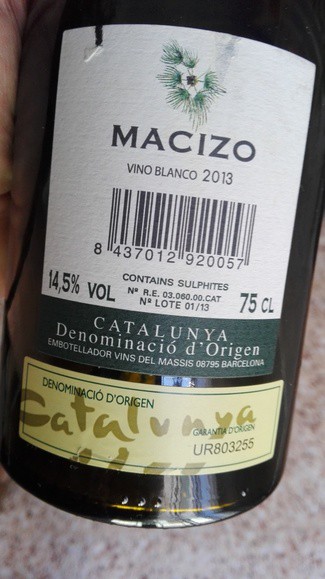 MACIZO
VINO BLANCO 2013
8 437012 920057
14,5% VOL
CONTAINS SULPHITES
Nº R.E. 03.060.00.CAT
Nº LOTE 01/13
75 CL
CATALUNYA
Denominació d'Origen
EMBOTELLADOR VINS DEL MASSIS 08795 BARCELONA
DENOMINACIÓ D'ORIGEN
Catalunya
GARANTIA D'ORIGEN
UR803255